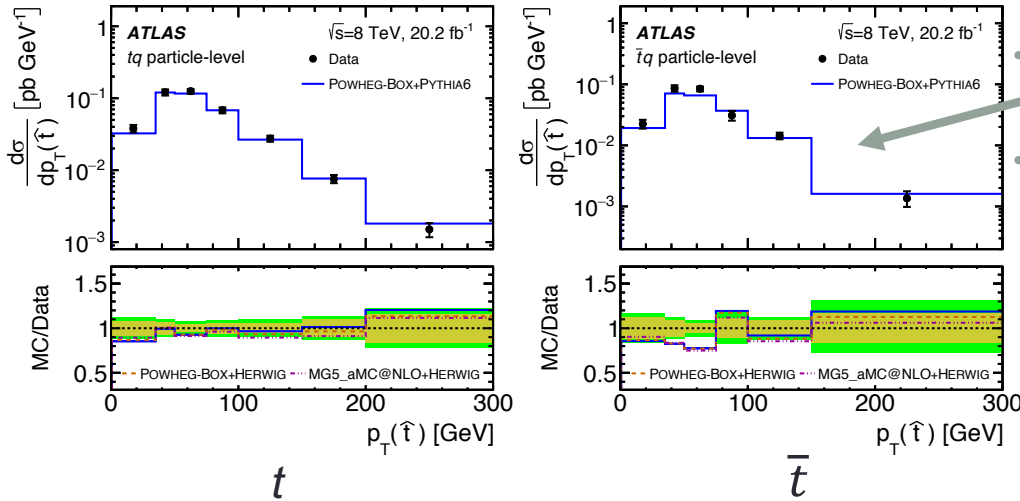 ATLAS √s=8 TeV, 20.2 fb⁻¹
tq particle-level
Data
POWHEG-BOX+PYTHIA6
dσ/dp_T(t̂) [pb GeV⁻¹]
10⁻¹
10⁻²
10⁻³
MC/Data
1.5
1
0.5
POWHEG-BOX+HERWIG MG5_aMC@NLO+HERWIG
0 100 200 300
p_T(t̂) [GeV]
t
ATLAS √s=8 TeV, 20.2 fb⁻¹
t̄q particle-level
Data
POWHEG-BOX+PYTHIA6
dσ/dp_T(t̂) [pb GeV⁻¹]
1
10⁻¹
10⁻²
10⁻³
MC/Data
1.5
1
0.5
POWHEG-BOX+HERWIG MG5_aMC@NLO+HERWIG
0 100 200 300
p_T(t̂) [GeV]
t̄